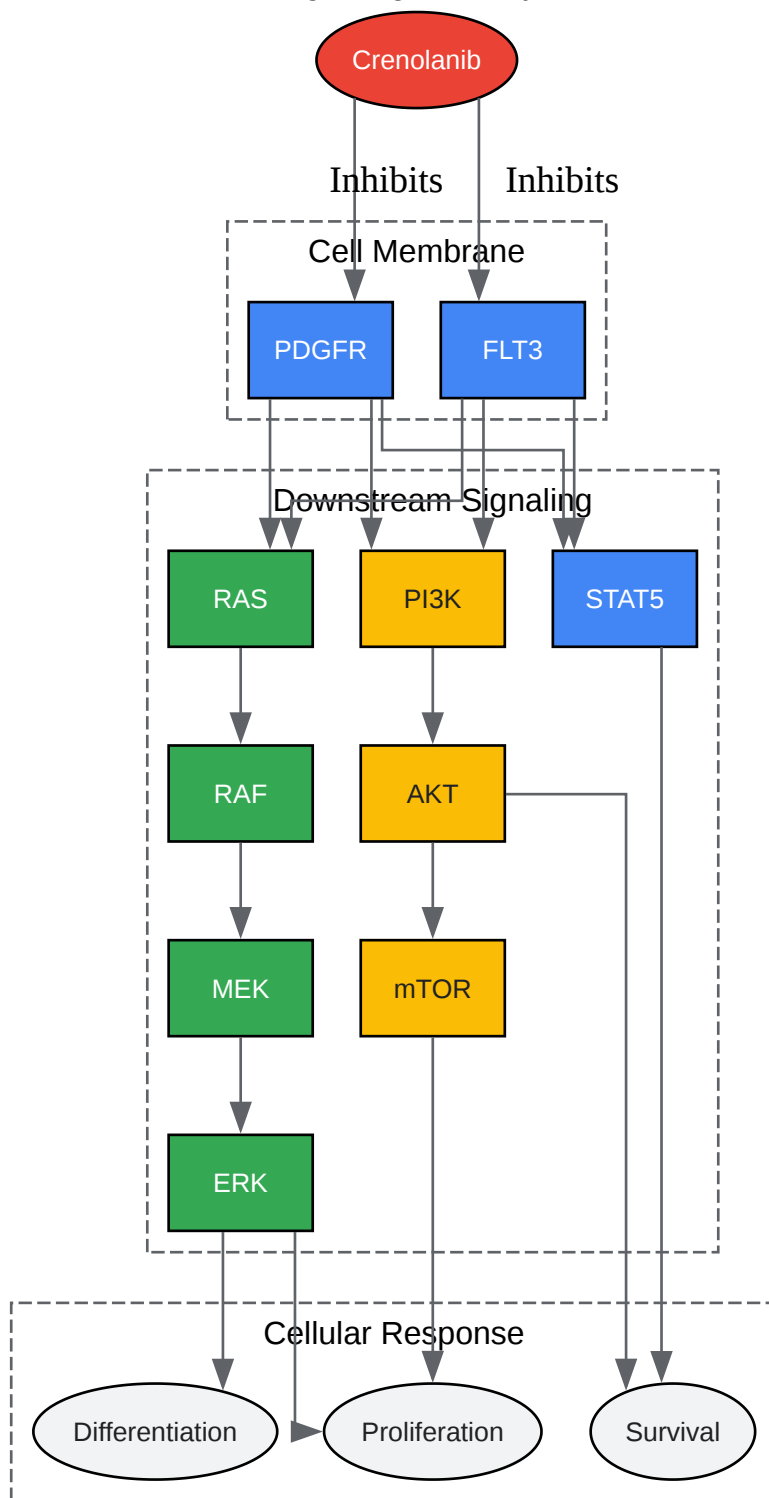 Crenolanib
Inhibits Inhibits
Cell Membrane
PDGFR FLT3
Downstream Signaling
RAS PI3K STAT5
RAF AKT
MEK mTOR
ERK
Cellular Response
Differentiation Proliferation Survival